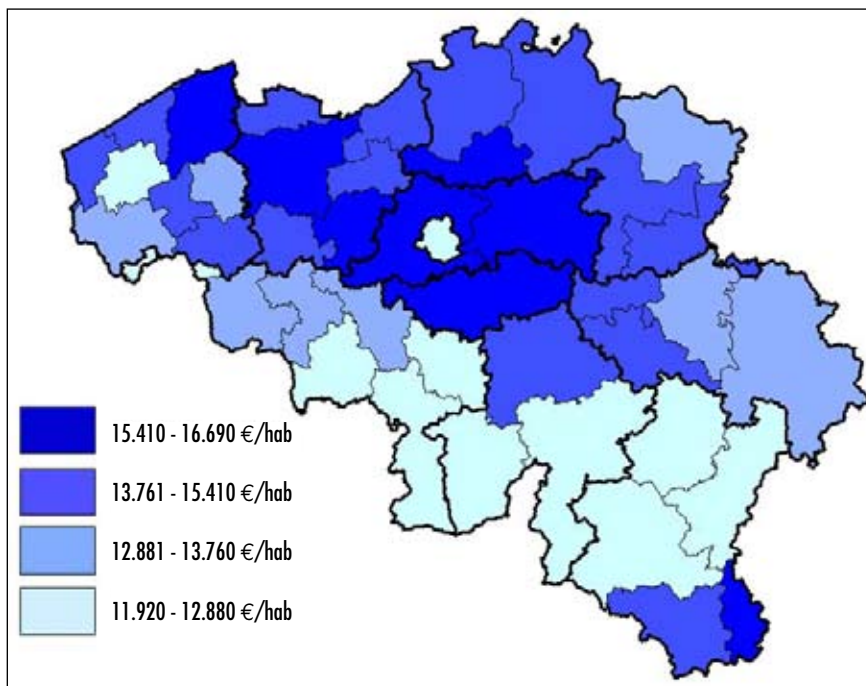 15.410 - 16.690 €/hab
13.761 - 15.410 €/hab
12.881 - 13.760 €/hab
11.920 - 12.880 €/hab